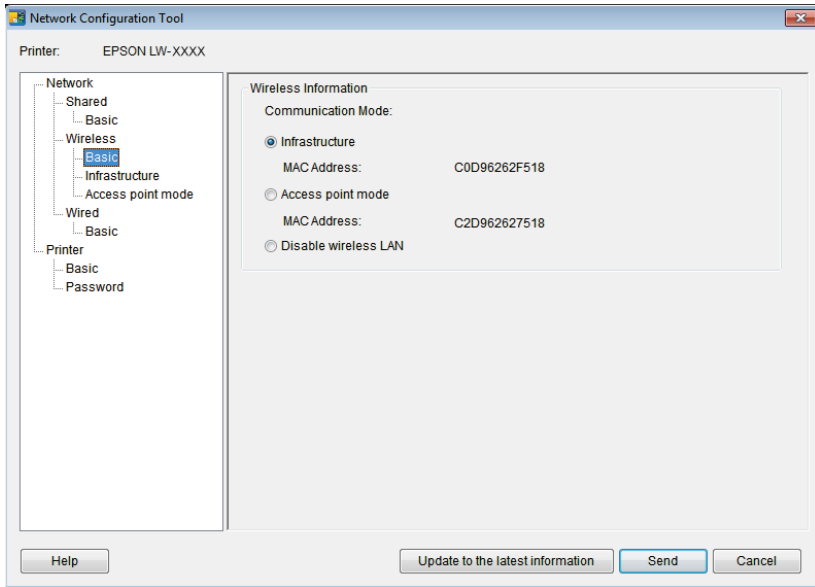 Network Configuration Tool
Printer: EPSON LW-XXXX
Network
Shared
Basic
Wireless
Basic
Infrastructure
Access point mode
Wired
Basic
Printer
Basic
Password
Wireless Information
Communication Mode:
Infrastructure
MAC Address: C0D96262F518
Access point mode
MAC Address: C2D962627518
Disable wireless LAN
Help Update to the latest information Send Cancel